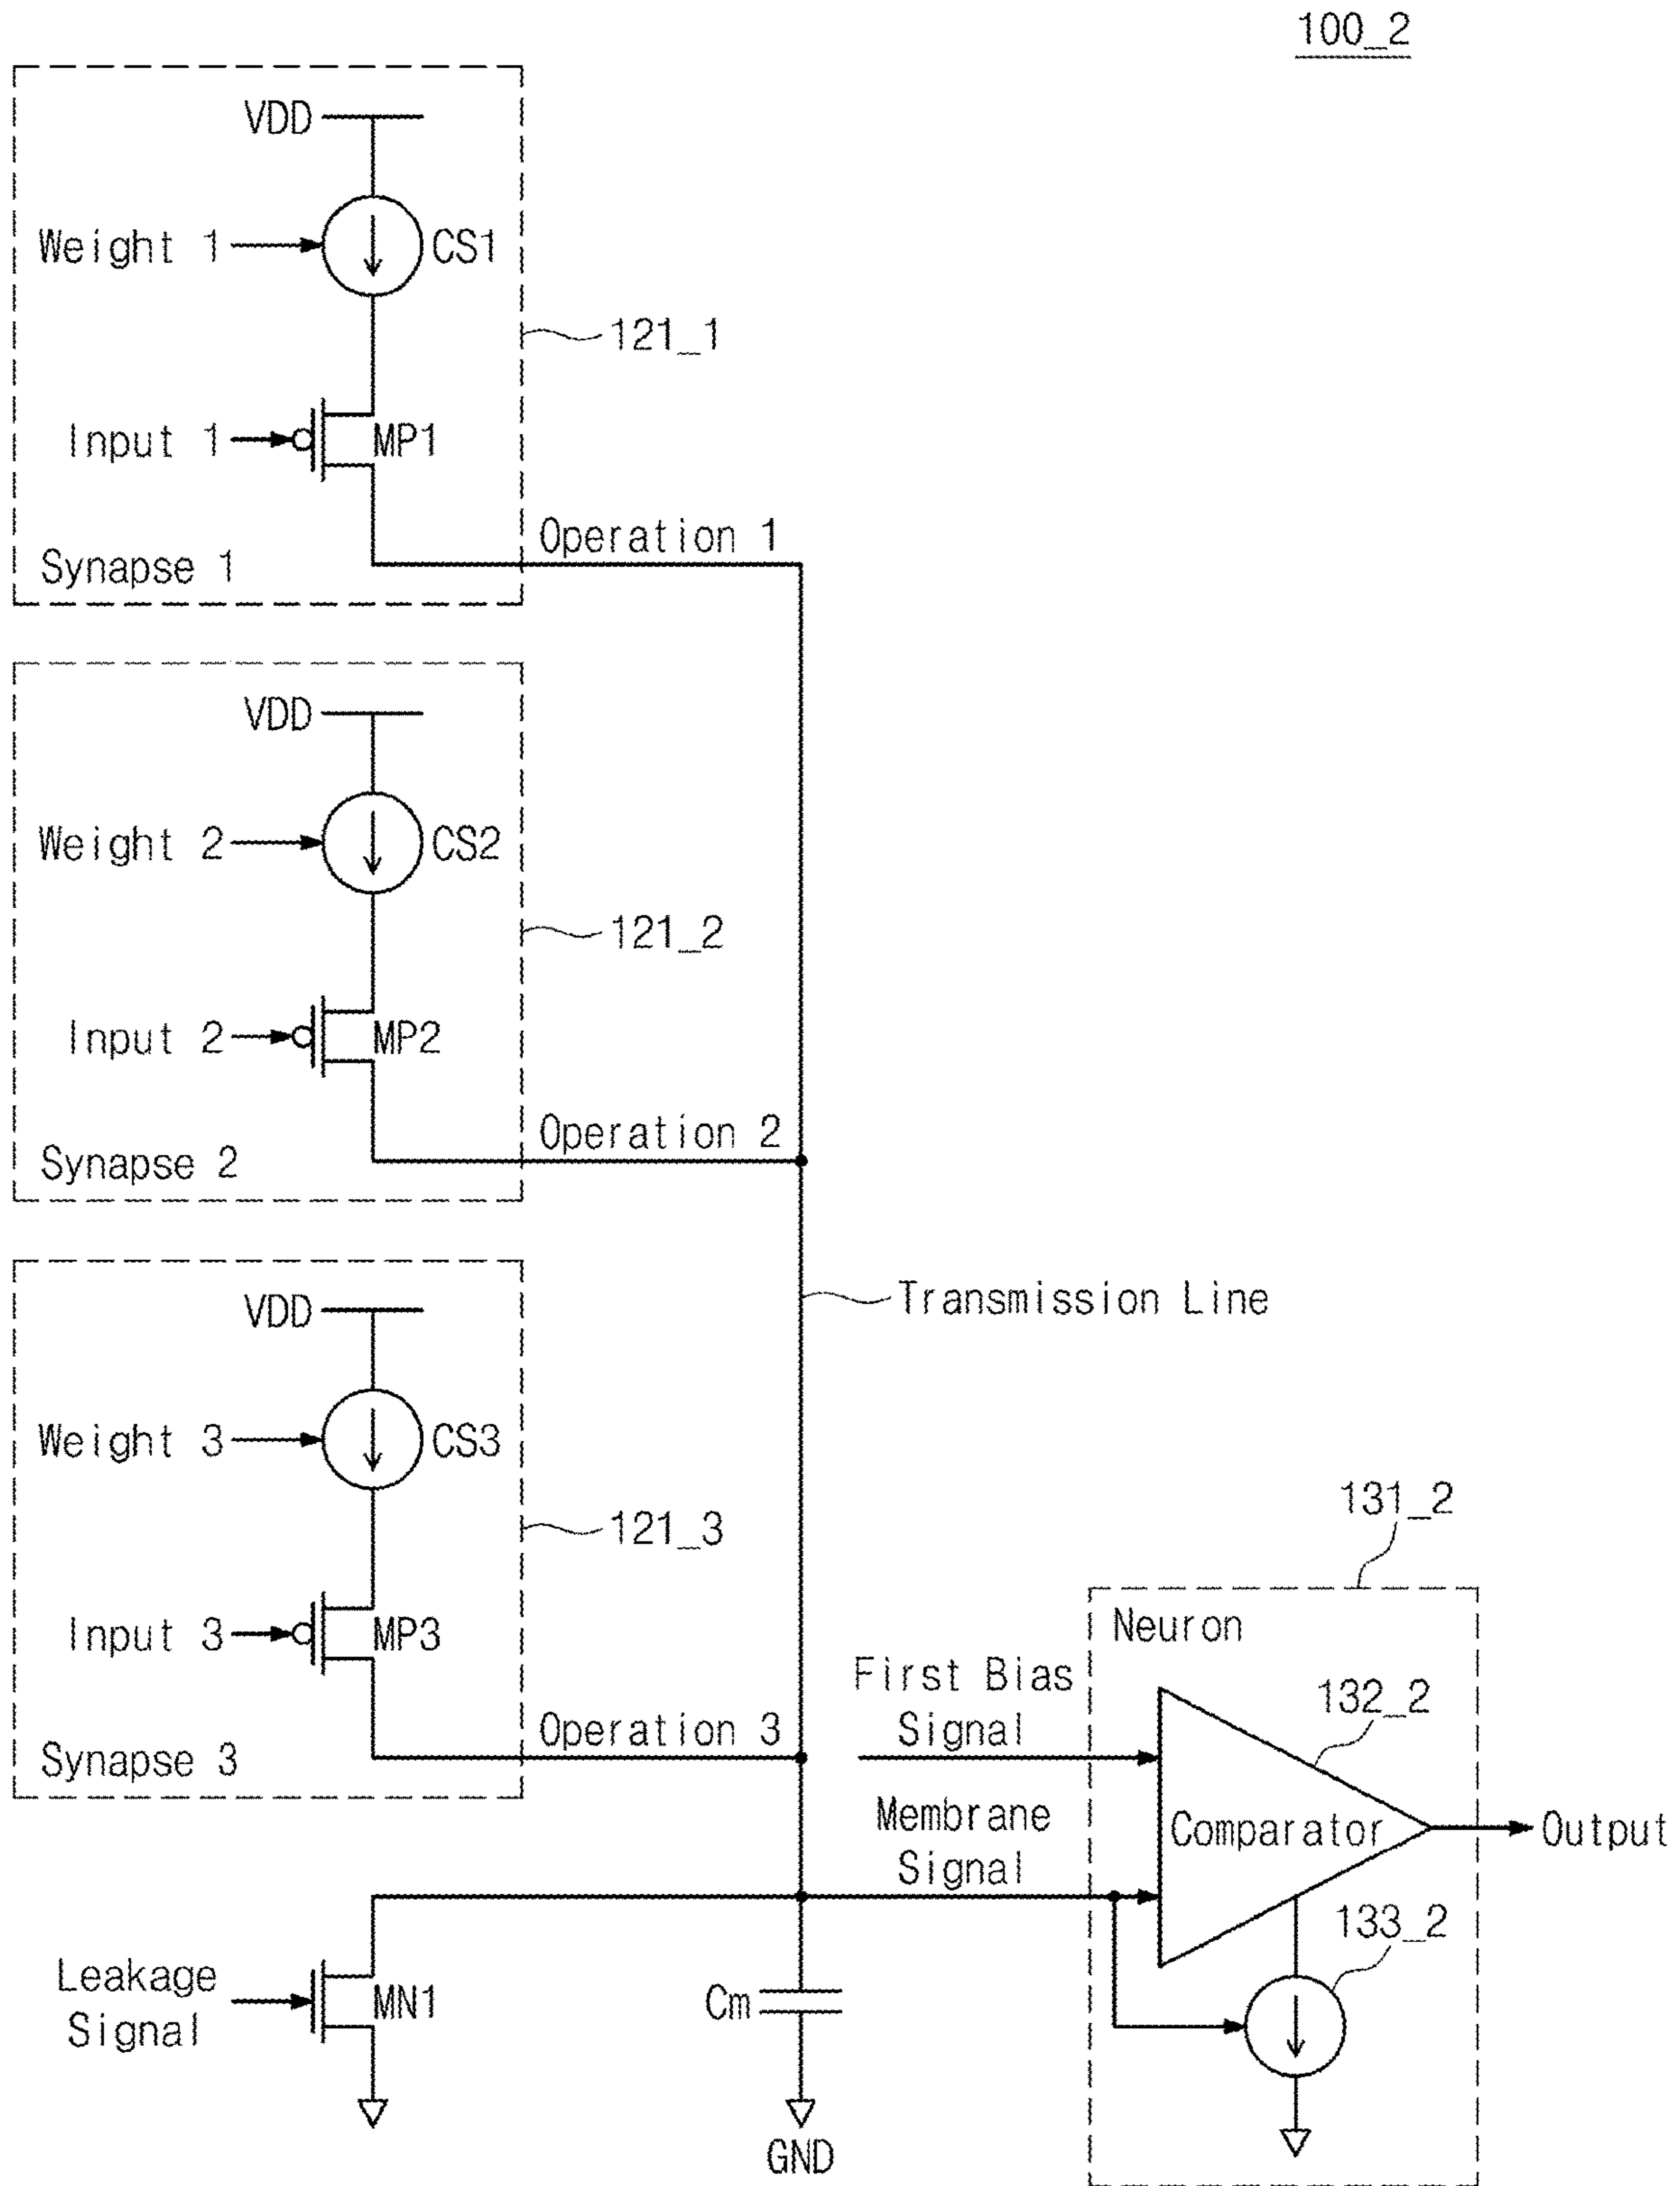 100_2
VDD
Weight 1
CS1
121_1
Input 1
MP1
Operation 1
Synapse 1
VDD
Weight 2
CS2
121_2
Input 2
MP2
Operation 2
Synapse 2
VDD
Transmission Line
Weight 3
CS3
121_3
131_2
Input 3
MP3
Neuron
First Bias
Signal
132_2
Operation 3
Synapse 3
Membrane
Signal
Comparator
Output
133_2
Leakage
Signal
MN1
Cm
GND